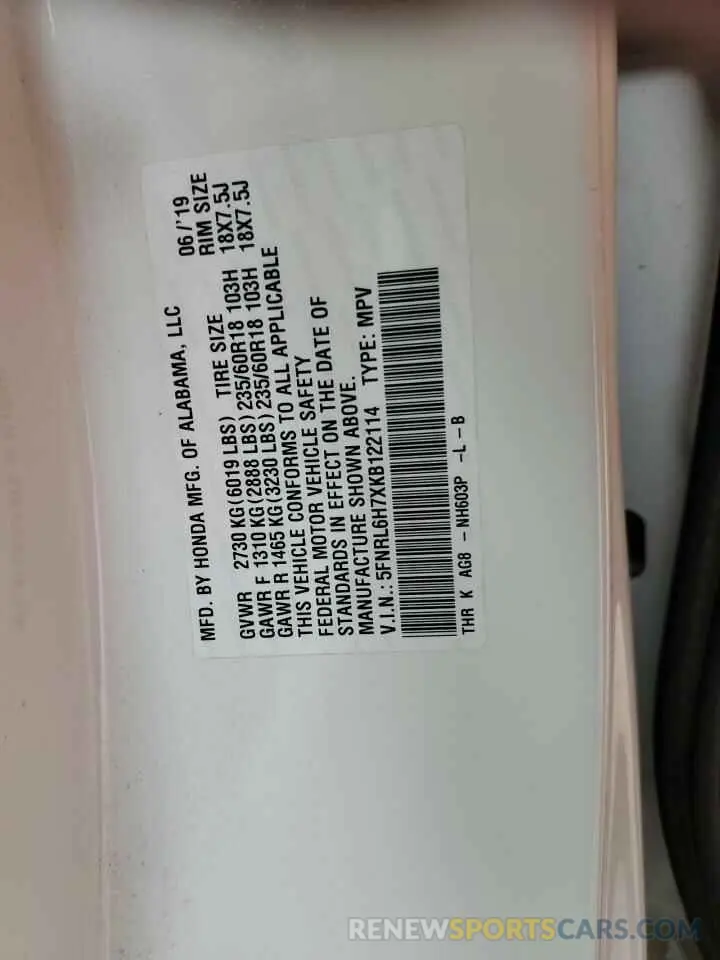 MFD. BY HONDA MFG. OF ALABAMA, LLC 06/'19
TIRE SIZE RIM SIZE
GVWR 2730 KG(6019 LBS)
GAWR F 1310 KG(2888 LBS)235/60R18 103H 18X7.5J
GAWR R 1465 KG(3230 LBS)235/60R18 103H 18X7.5J
THIS VEHICLE CONFORMS TO ALL APPLICABLE
FEDERAL MOTOR VEHICLE SAFETY
STANDARDS IN EFFECT ON THE DATE OF
MANUFACTURE SHOWN ABOVE.
V.I.N.: 5FNRL6H7XKB122114 TYPE: MPV
THR K AG8 - NH603P -L-B
RENEWSPORTSCARS.COM